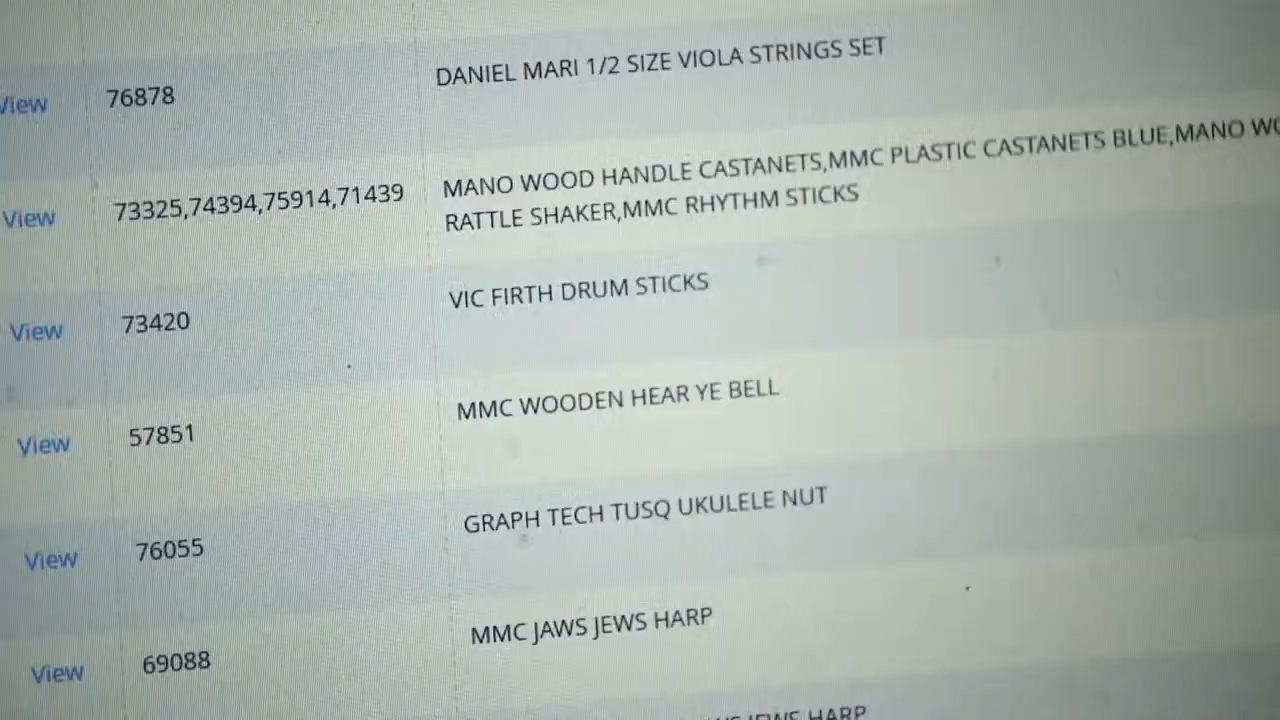 View 76878 DANIEL MARI 1/2 SIZE VIOLA STRINGS SET
View 73325,74394,75914,71439 MANO WOOD HANDLE CASTANETS,MMC PLASTIC CASTANETS BLUE,MANO
RATTLE SHAKER,MMC RHYTHM STICKS
View 73420 VIC FIRTH DRUM STICKS
View 57851 MMC WOODEN HEAR YE BELL
View 76055 GRAPH TECH TUSQ UKULELE NUT
View 69088 MMC JAWS JEWS HARP
HARP